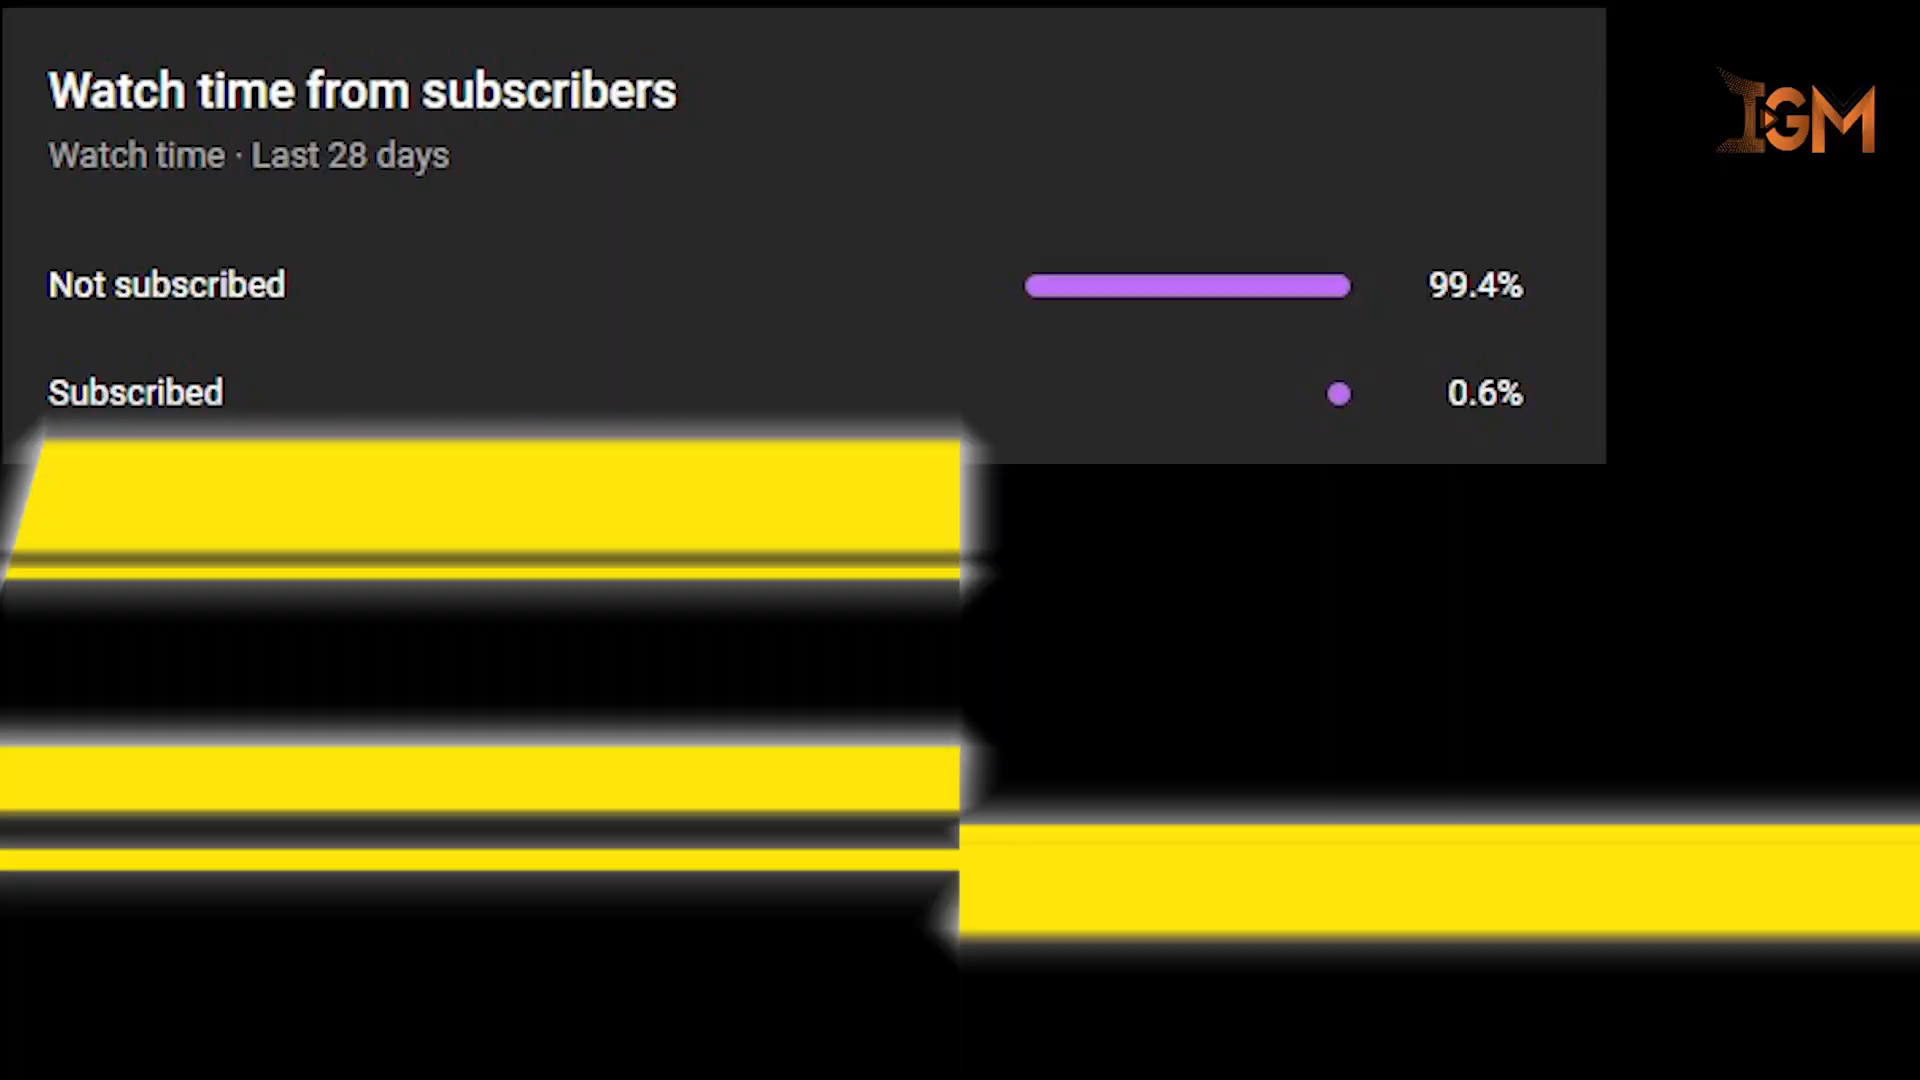 Watch time from subscribers
Watch time · Last 28 days
Not subscribed 99.4%
Subscribed 0.6%
IGM